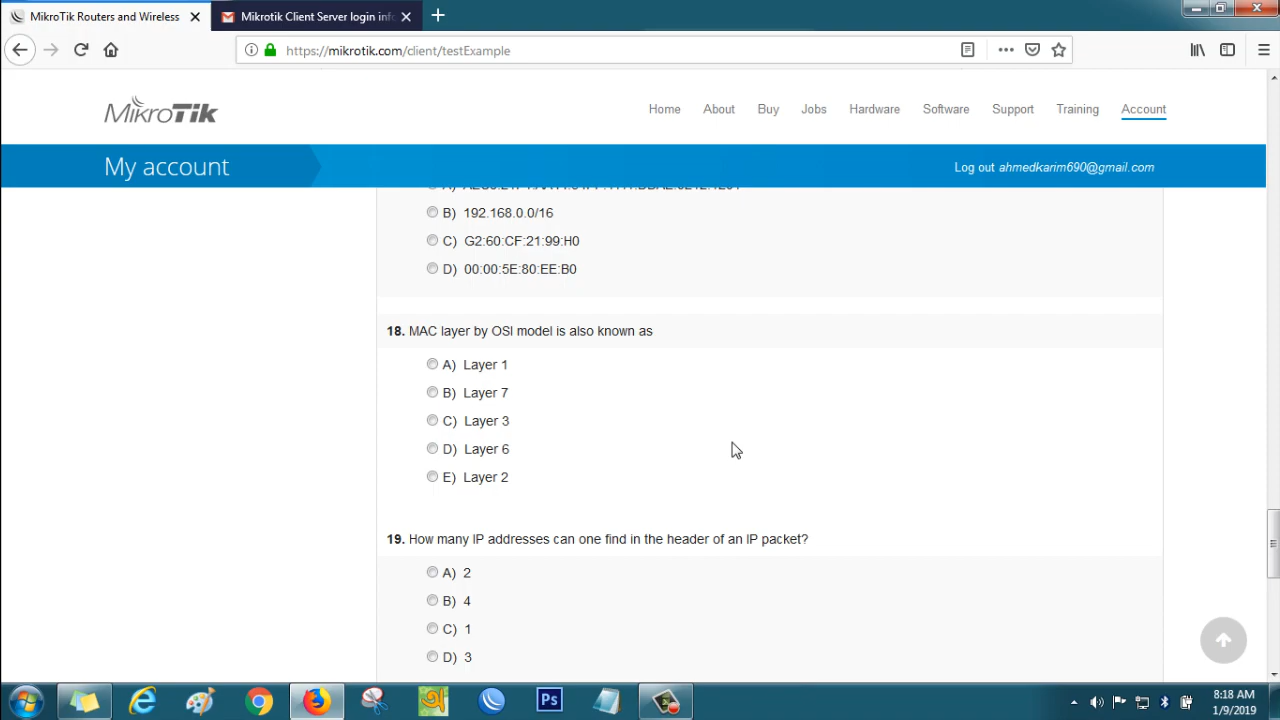 MikroTik Routers and Wireless
Mikrotik Client Server login info
https://mikrotik.com/client/testExample
MikroTik
Home About Buy Jobs Hardware Software Support Training Account
My account
Log out ahmedkarim690@gmail.com
B) 192.168.0.0/16
C) G2:60:CF:21:99:H0
D) 00:00:5E:80:EE:B0
18. MAC layer by OSI model is also known as
A) Layer 1
B) Layer 7
C) Layer 3
D) Layer 6
E) Layer 2
19. How many IP addresses can one find in the header of an IP packet?
A) 2
B) 4
C) 1
D) 3
Ps
8:18 AM
1/9/2019